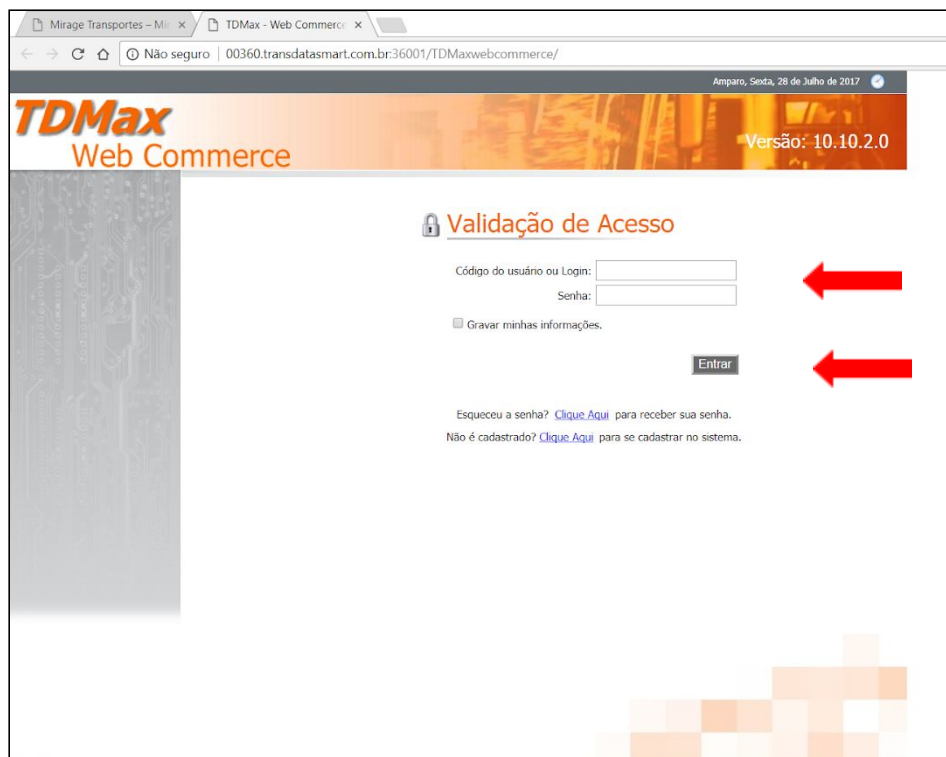 Mirage Transportes – Mir
TDMax - Web Commerce
Não seguro | 00360.transdatasmart.com.br:36001/TDMaxwebcommerce/
Amparo, Sexta, 28 de Julho de 2017
TDMax
Web Commerce
Versão: 10.10.2.0
Validação de Acesso
Código do usuário ou Login:
Senha:
Gravar minhas informações.
Entrar
Esqueceu a senha? Clique Aqui para receber sua senha.
Não é cadastrado? Clique Aqui para se cadastrar no sistema.